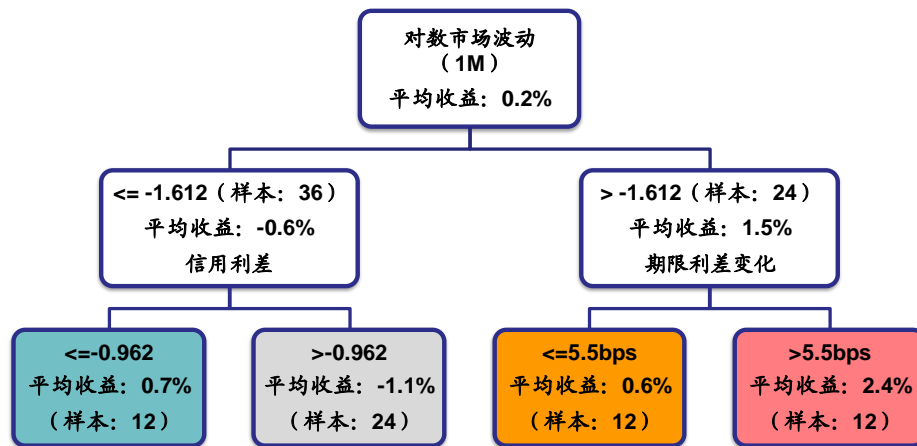 对数市场波动
（1M）
平均收益：0.2%
<= -1.612（样本：36）
平均收益：-0.6%
信用利差
> -1.612（样本：24）
平均收益：1.5%
期限利差变化
<=-0.962
平均收益：0.7%
（样本：12）
>-0.962
平均收益：-1.1%
（样本：24）
<=5.5bps
平均收益：0.6%
（样本：12）
>5.5bps
平均收益：2.4%
（样本：12）